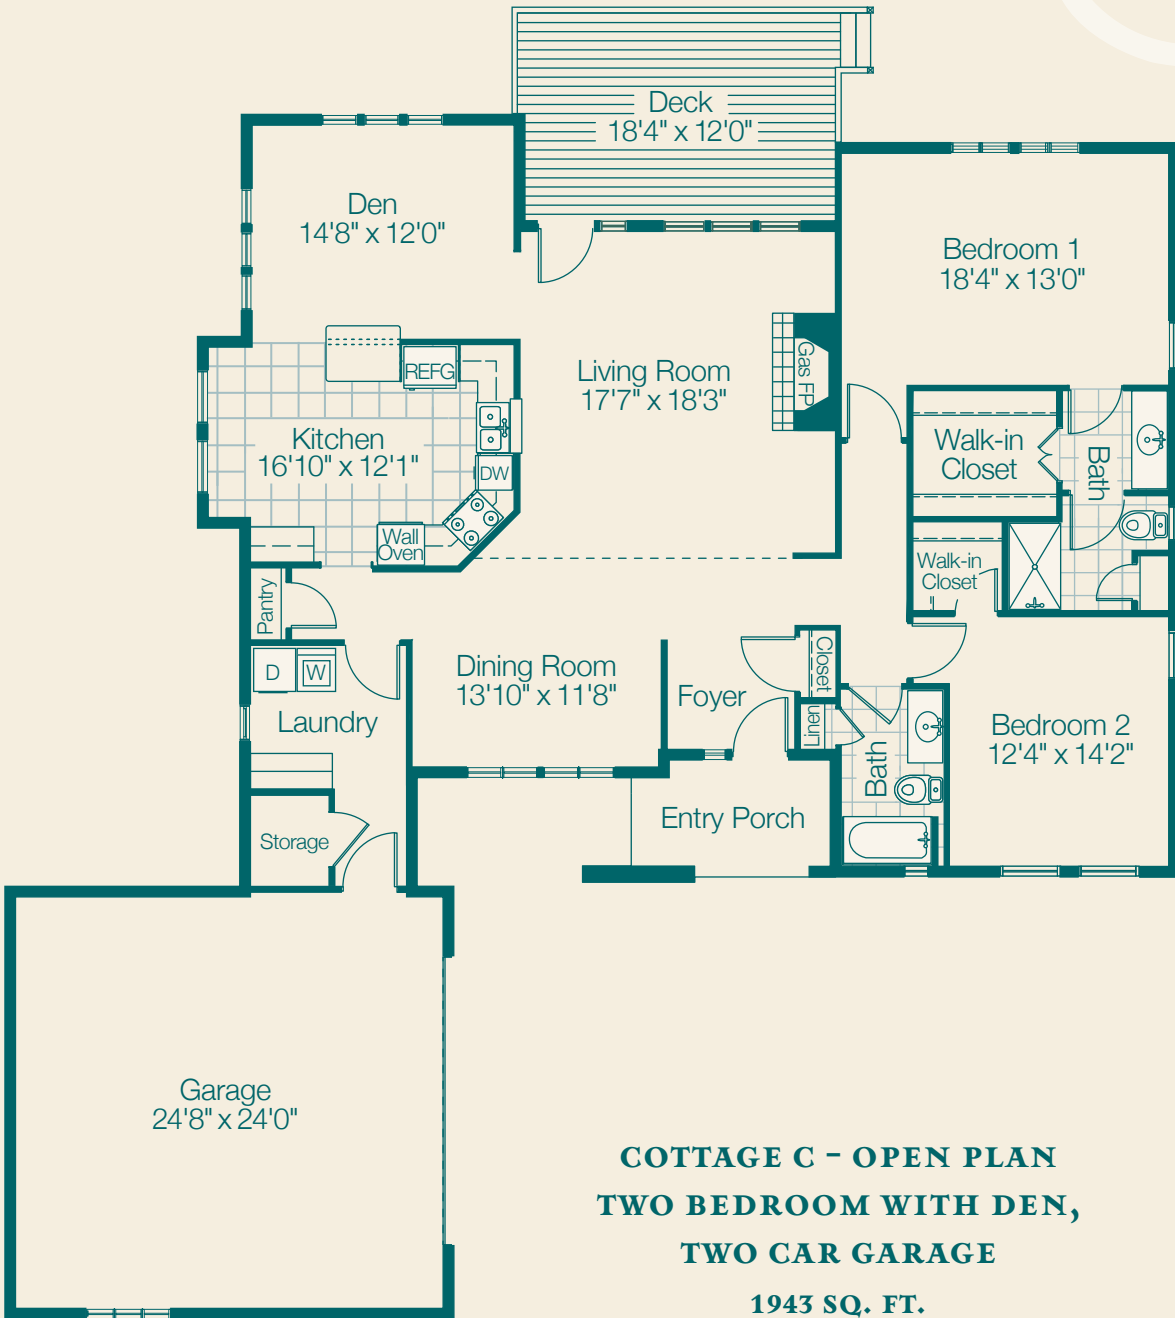 Deck
18'4" x 12'0"
Den
14'8" x 12'0"
Bedroom 1
18'4" x 13'0"
REFG
Living Room
17'7" x 18'3"
Gas FP
Kitchen
16'10" x 12'1"
DW
Wall
Oven
Walk-in
Closet
Bath
Walk-in
Closet
Pantry
D
W
Laundry
Dining Room
13'10" x 11'8"
Foyer
Closet
Linen
Bath
Bedroom 2
12'4" x 14'2"
Entry Porch
Storage
Garage
24'8" x 24'0"
COTTAGE C - OPEN PLAN
TWO BEDROOM WITH DEN,
TWO CAR GARAGE
1943 SQ. FT.